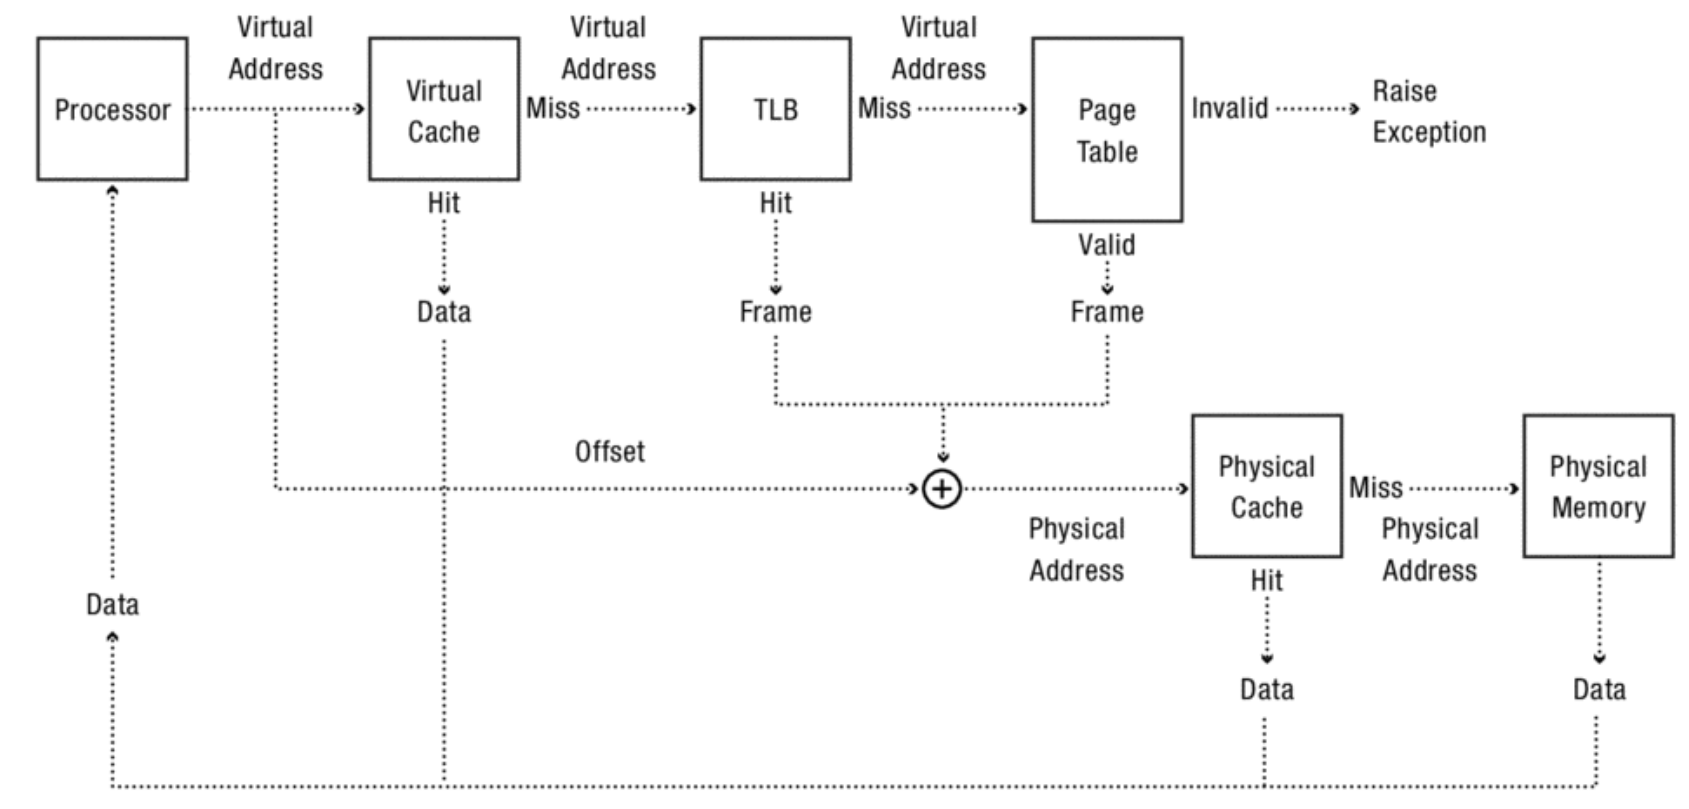 Virtual
Address
Virtual
Address
Virtual
Address
Processor
Virtual
Cache
Miss
TLB
Miss
Page
Table
Invalid
Raise
Exception
Hit
Hit
Valid
Data
Frame
Frame
Offset
Physical
Cache
Miss
Physical
Memory
+
Physical
Address
Physical
Address
Hit
Data
Data
Data